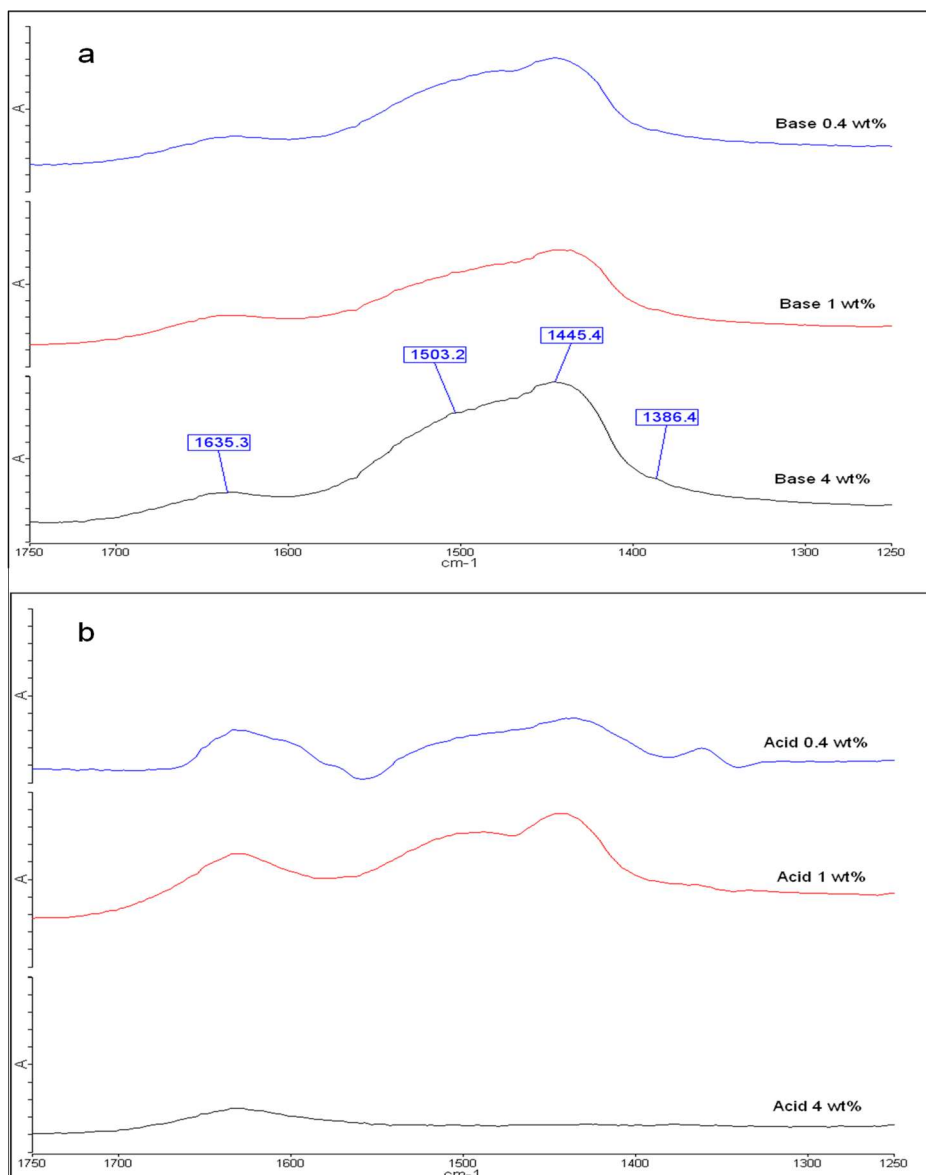 a
A
Base 0.4 wt%
A
Base 1 wt%
1503.2
1445.4
1635.3
1386.4
A
Base 4 wt%
1750 1700 1600 1500 1400 1300 1250
cm-1
b
A
Acid 0.4 wt%
A
Acid 1 wt%
A
Acid 4 wt%
1750 1700 1600 1500 1400 1300 1250
cm-1